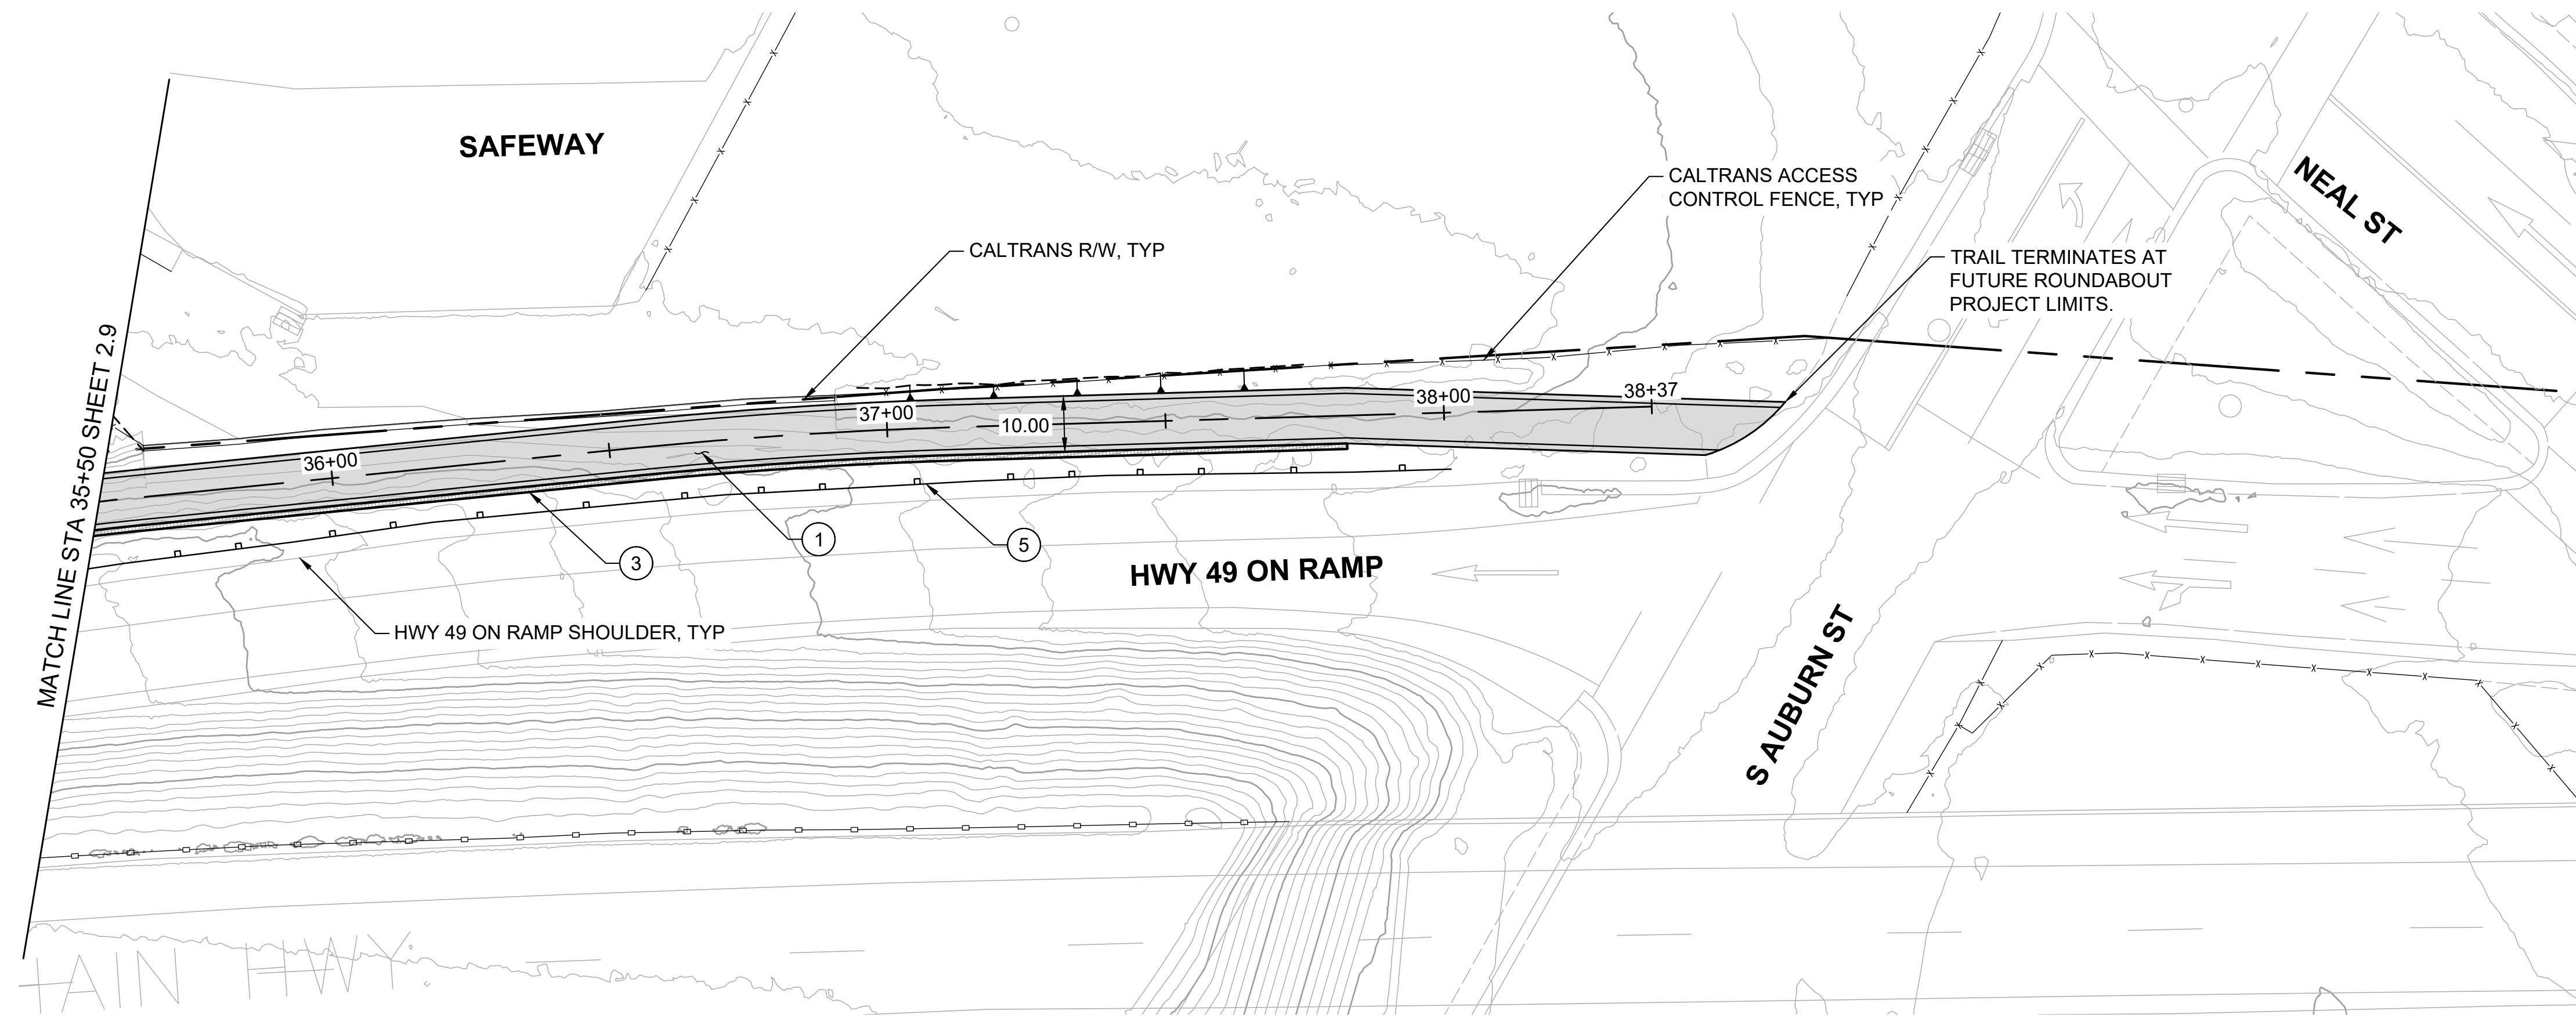 SAFEWAY
NEAL ST
CALTRANS ACCESS
CONTROL FENCE, TYP
CALTRANS R/W, TYP
TRAIL TERMINATES AT
FUTURE ROUNDABOUT
PROJECT LIMITS.
MATCH LINE STA 35+50 SHEET 2.9
36+00
37+00
10.00
38+00
38+37
3
1
5
HWY 49 ON RAMP
HWY 49 ON RAMP SHOULDER, TYP
S AUBURN ST
AIN HWY